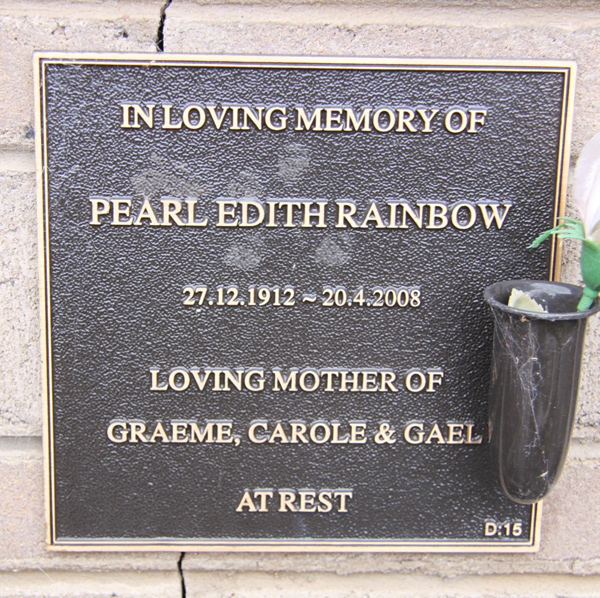 IN LOVING MEMORY OF
PEARL EDITH RAINBOW
27.12.1912 ~ 20.4.2008
LOVING MOTHER OF
GRAEME, CAROLE & GAEL
AT REST
D:15